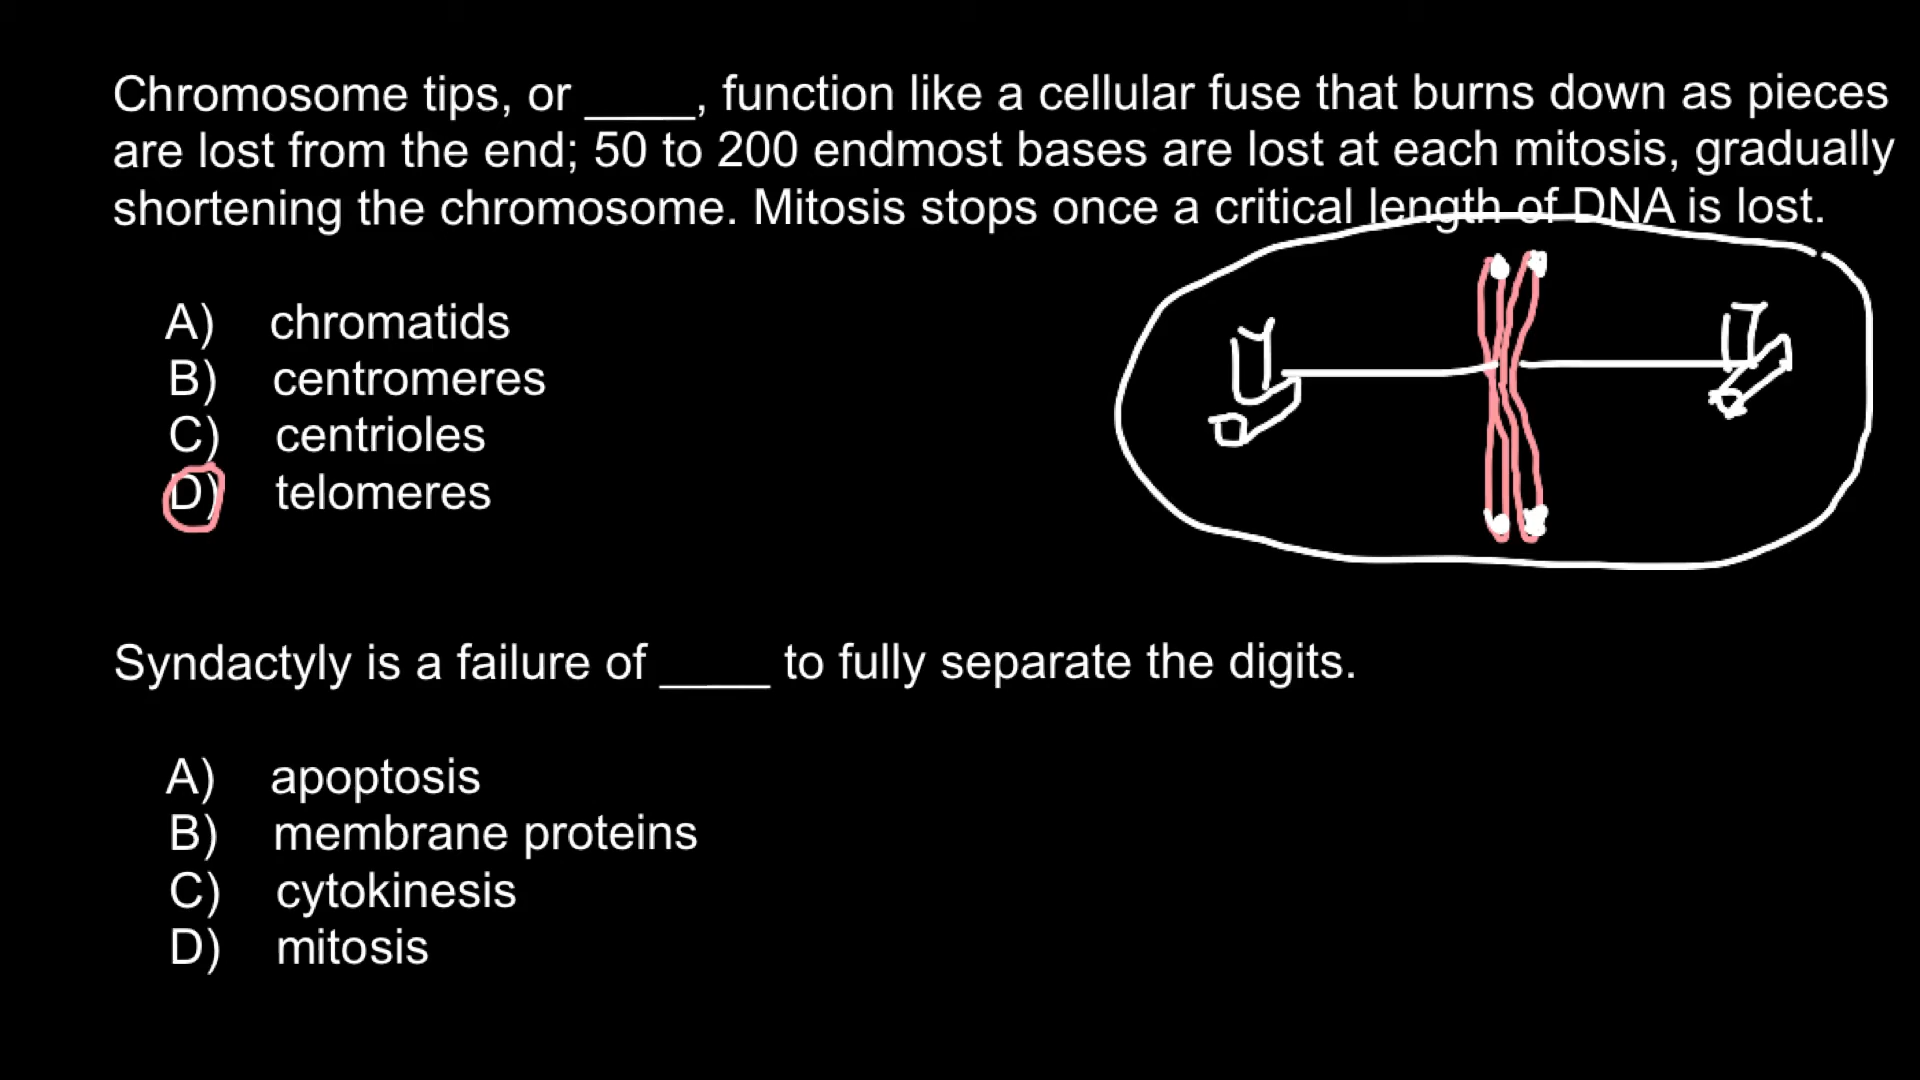 Chromosome tips, or ____, function like a cellular fuse that burns down as pieces
are lost from the end; 50 to 200 endmost bases are lost at each mitosis, gradually
shortening the chromosome. Mitosis stops once a critical length of DNA is lost.
A) chromatids
B) centromeres
C) centrioles
D) telomeres
Syndactyly is a failure of ____ to fully separate the digits.
A) apoptosis
B) membrane proteins
C) cytokinesis
D) mitosis